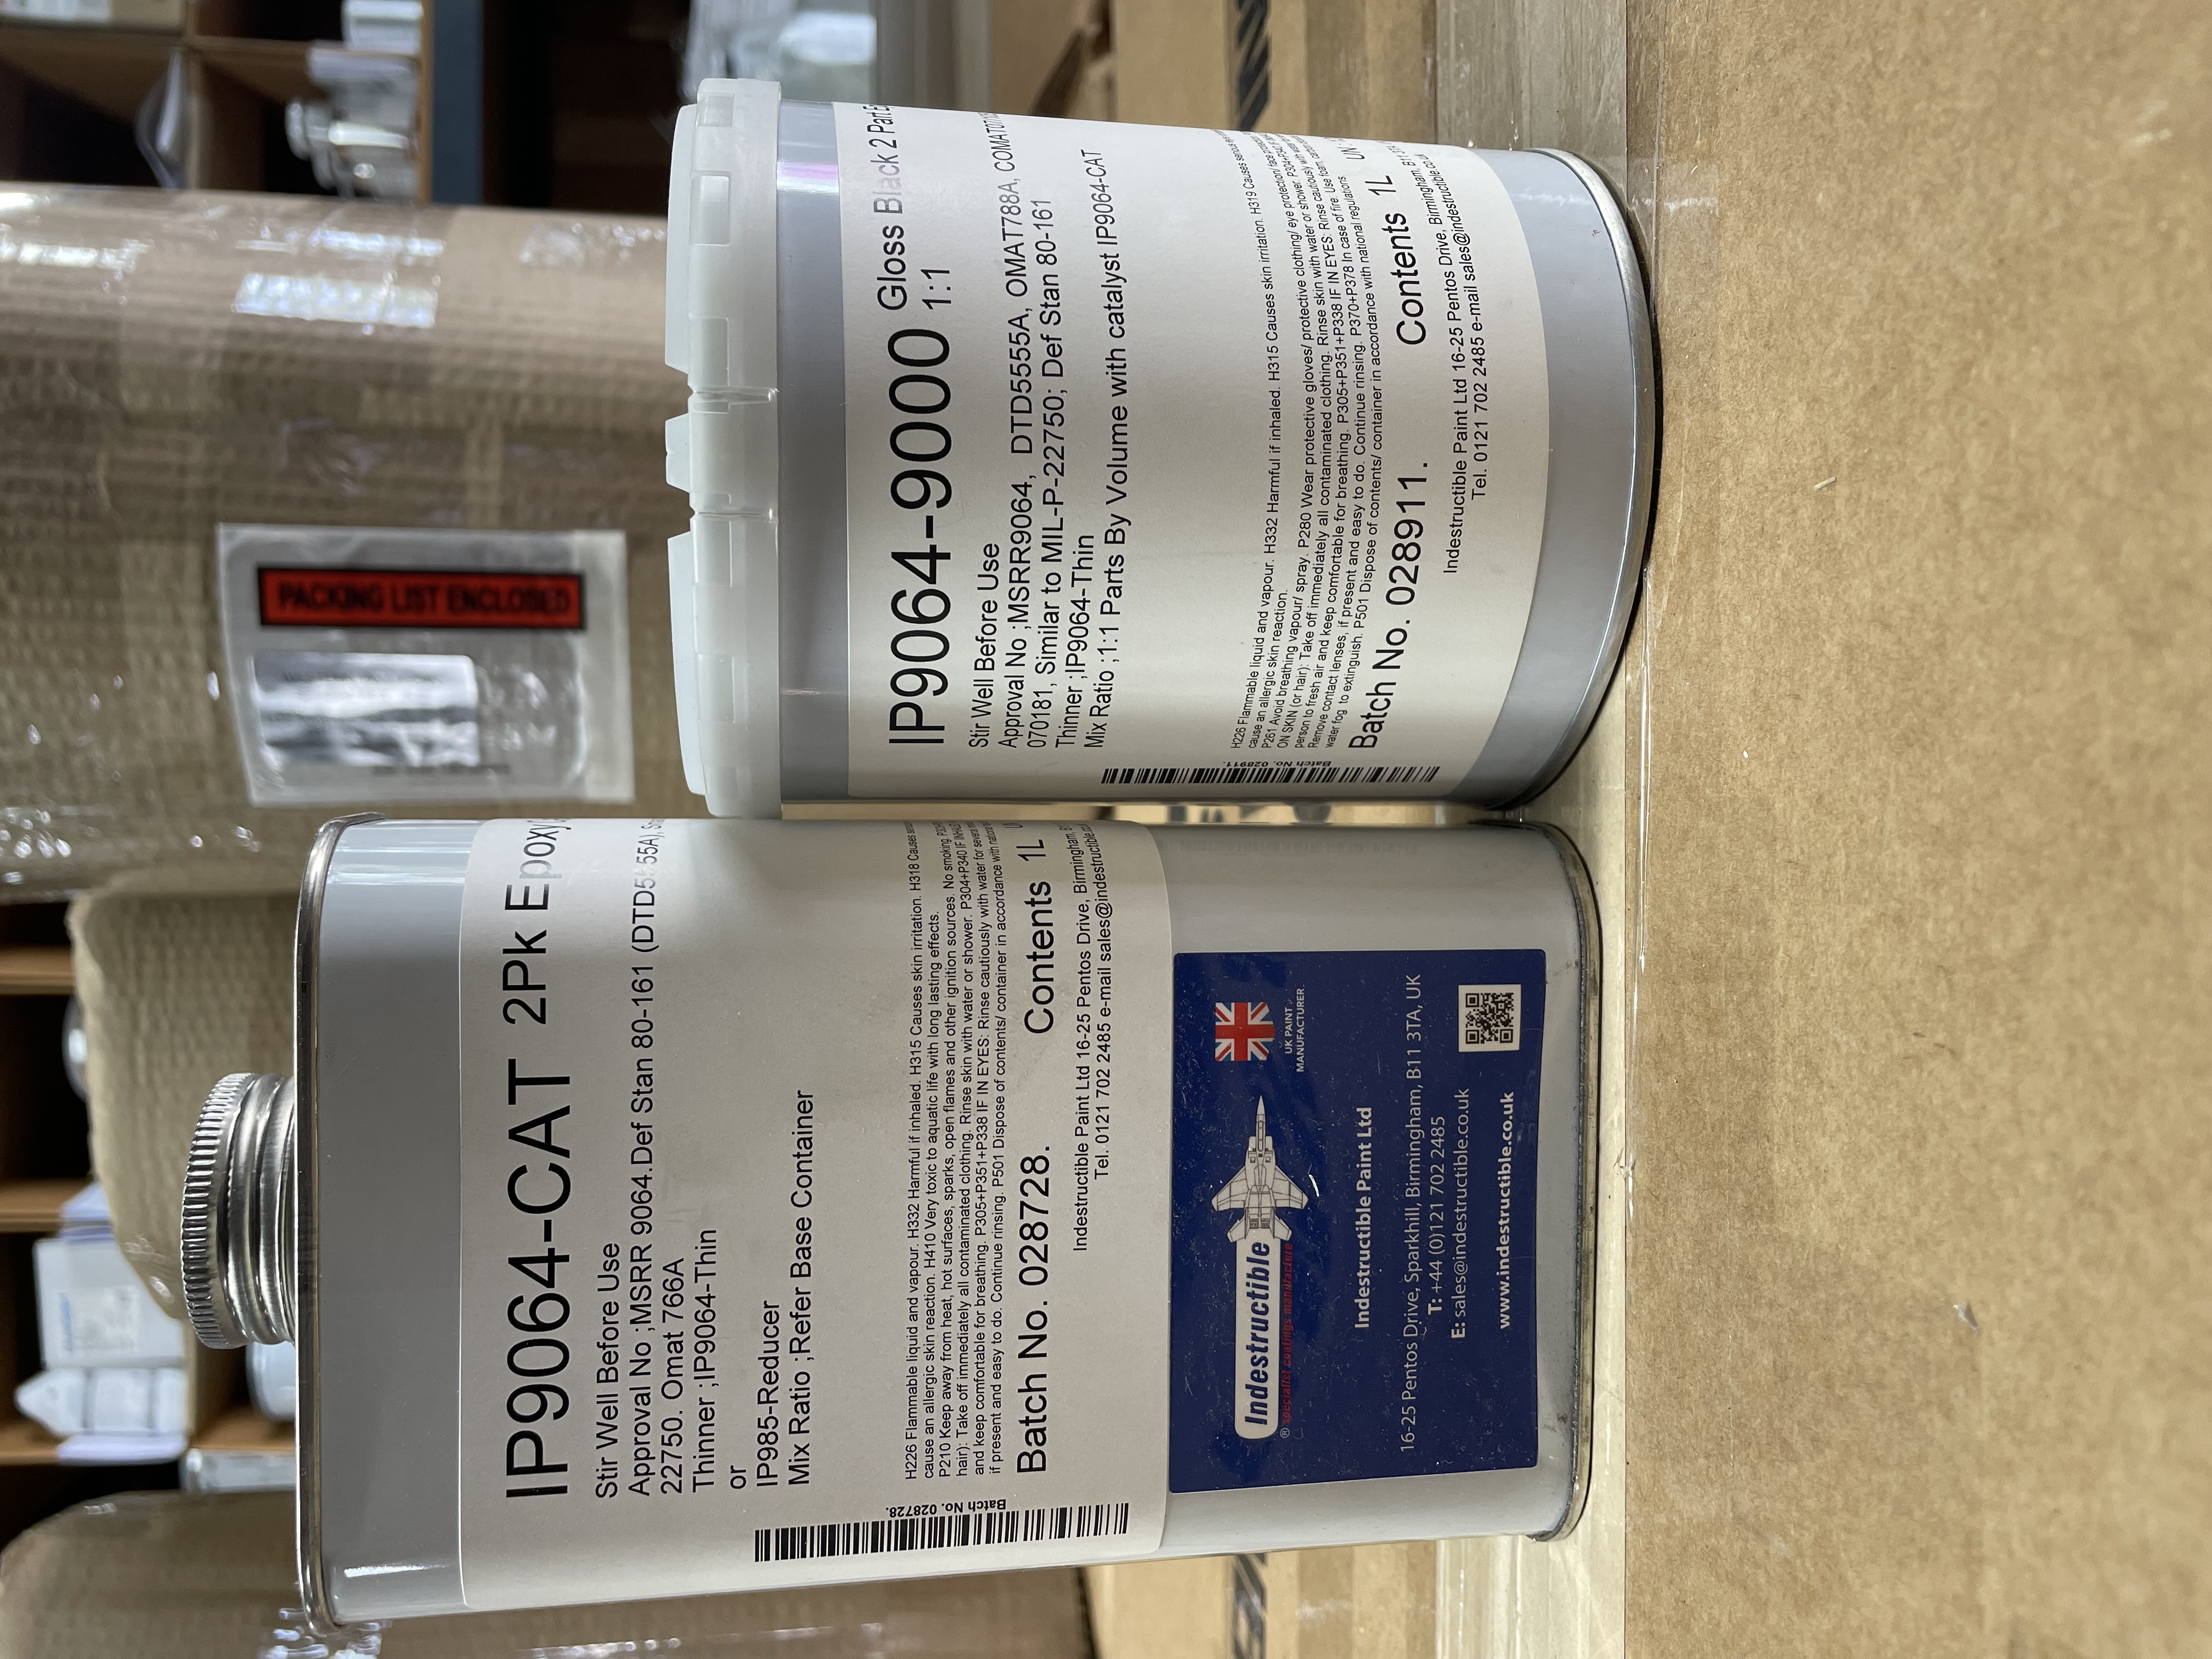 IP9064-CAT 2Pk Epoxy
Stir Well Before Use
Approval No ;MSRR 9064.Def Stan 80-161 (DTD5555A),
22750. Omat 766A
Thinner ;IP9064-Thin
or
IP985-Reducer
Mix Ratio ;Refer Base Container
H226 Flammable liquid and vapour. H332 Harmful if inhaled. H315 Causes skin irritation. H318 Causes
cause an allergic skin reaction. H410 Very toxic to aquatic life with long lasting effects.
P210 Keep away from heat, hot surfaces, sparks, open flames and other ignition sources. No smoking.
hair): Take off immediately all contaminated clothing. Rinse skin with water or shower. P304+P340 IF
and keep comfortable for breathing. P305+P351+P338 IF IN EYES: Rinse cautiously with water for
if present and easy to do. Continue rinsing. P501 Dispose of contents/ container in accordance with
Batch No. 028728. Contents 1L
Indestructible Paint Ltd 16-25 Pentos Drive, Birmingham,
Tel. 0121 702 2485 e-mail sales@indestructible.co
Batch No. 028728.
Indestructible
® specialist coatings manufacture
UK PAINT
MANUFACTURER
Indestructible Paint Ltd
16-25 Pentos Drive, Sparkhill, Birmingham, B11 3TA, UK
T: +44 (0)121 702 2485
E: sales@indestructible.co.uk
www.indestructible.co.uk
PACKING LIST ENCLOSED
IP9064-9000 Gloss Black 2 Part
1:1
Stir Well Before Use
Approval No ;MSRR9064, DTD5555A, OMAT788A,
070181, Similar to MIL-P-22750; Def Stan 80-161
Thinner ;IP9064-Thin
Mix Ratio ;1:1 Parts By Volume with catalyst IP9064-CAT
H226 Flammable liquid and vapour. H332 Harmful if inhaled. H315 Causes skin irritation. H319 Causes
cause an allergic skin reaction.
P261 Avoid breathing vapour/ spray. P280 Wear protective gloves/ protective clothing/ eye protection/
ON SKIN (or hair): Take off immediately all contaminated clothing. Rinse skin with water or shower.
person to fresh air and keep comfortable for breathing. P305+P351+P338 IF IN EYES: Rinse cautiously with
Remove contact lenses, if present and easy to do. Continue rinsing. P370+P378 In case of fire: Use foam,
water fog to extinguish. P501 Dispose of contents/ container in accordance with national regulations
Batch No. 028911. Contents 1L UN
Indestructible Paint Ltd 16-25 Pentos Drive, Birmingham, B11
Tel. 0121 702 2485 e-mail sales@indestructible.co.u
Batch No. 028911.